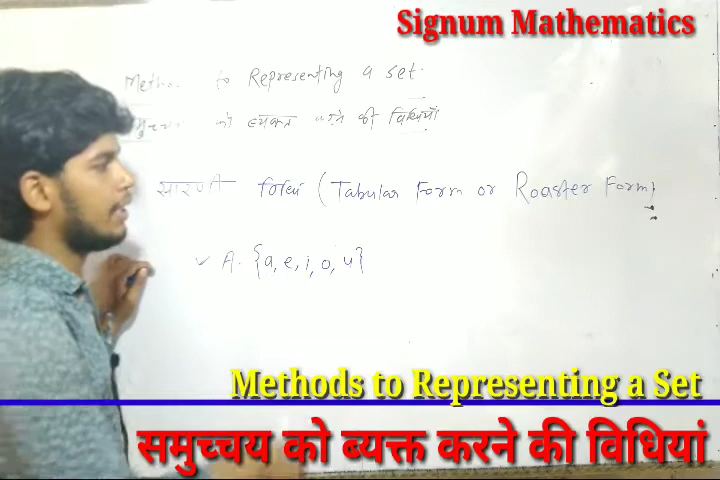 Signum Mathematics
Method to Representing a set.
को व्यक्त करने की विधियाँ
सारणी विधि (Tabular Form or Roaster Form) :-
✓ A. {a, e, i, o, u}
Methods to Representing a Set
समुच्चय को ब्यक्त करने की विधियां